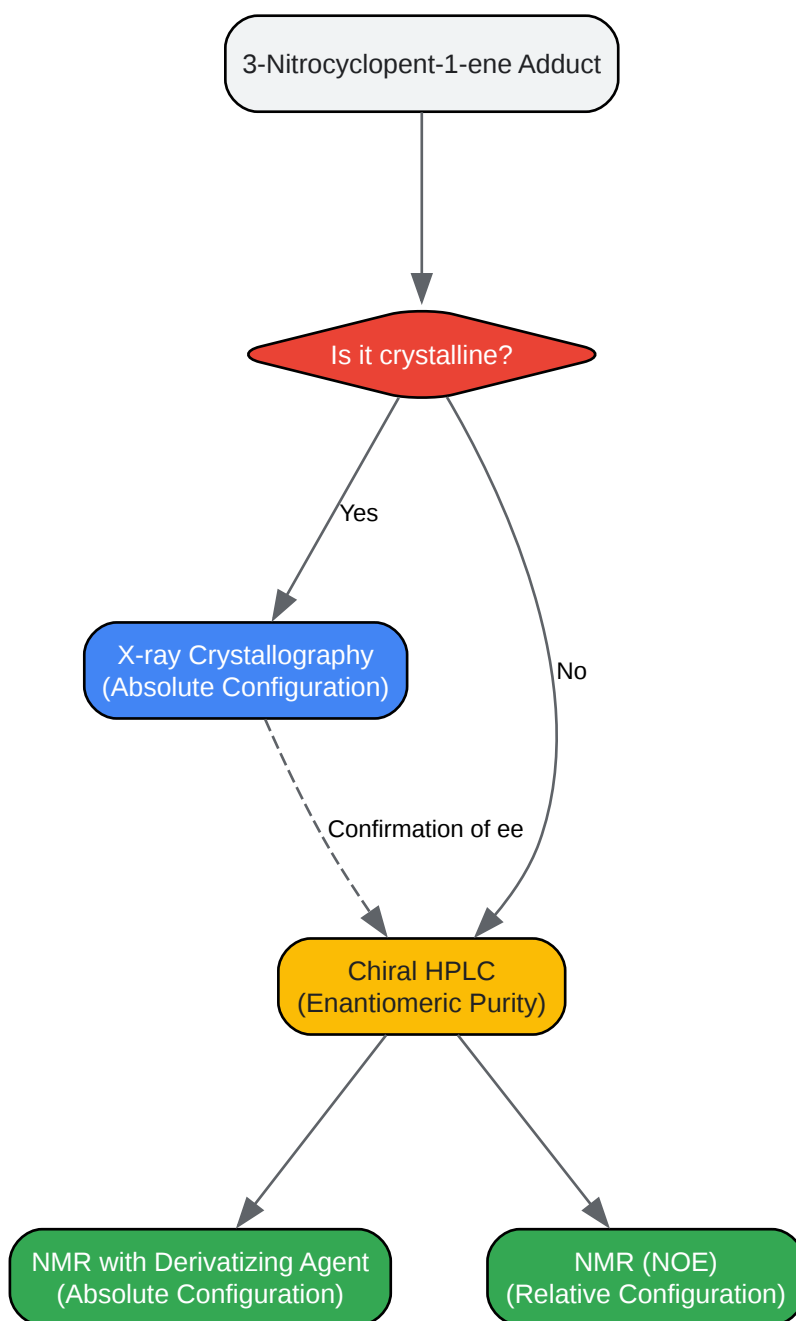 3-Nitrocyclopent-1-ene Adduct
Is it crystalline?
Yes
X-ray Crystallography
(Absolute Configuration)
No
Confirmation of ee
Chiral HPLC
(Enantiomeric Purity)
NMR with Derivatizing Agent
(Absolute Configuration)
NMR (NOE)
(Relative Configuration)